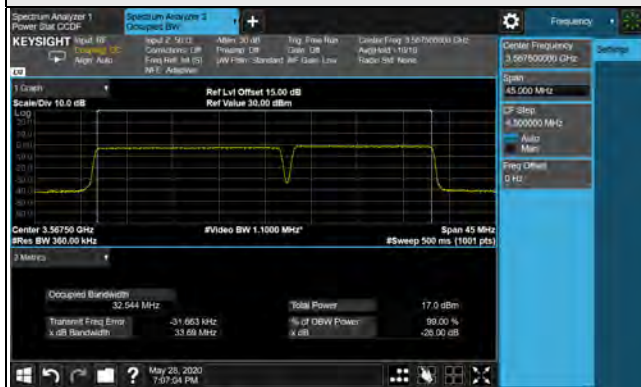 Spectrum Analyzer 1
Power Stat CCDF
Spectrum Analyzer 3
Occupied BW
Frequency
KEYSIGHT Input: RF
Coupling: DC
Align: Auto
Input Z: 50 Ω
Corrections: Off
Freq Ref: Int (S)
NFE: Adaptive
Atten: 30 dB
Preamp: Off
Trig: Free Run
Gate: Off
#IF Gain: Low
Center Freq: 3.567500000 GHz
Avg|Hold: 10/10
Radio Std: None
Center Frequency
3.567500000 GHz
Settings
Span
45.000 MHz
CF Step
4.500000 MHz
Auto
Man
Freq Offset
0 Hz
1 Graph
Scale/Div 10.0 dB
Ref Lvl Offset 15.00 dB
Ref Value 30.00 dBm
Log
Center 3.56750 GHz
#Res BW 360.00 kHz
#Video BW 1.1000 MHz*
Span 45 MHz
#Sweep 500 ms (1001 pts)
2 Metrics
Occupied Bandwidth
32.544 MHz
Total Power
17.0 dBm
Transmit Freq Error
-31.663 kHz
% of OBW Power
99.00 %
x dB Bandwidth
33.69 MHz
x dB
-26.00 dB
May 28, 2020
7:07:04 PM